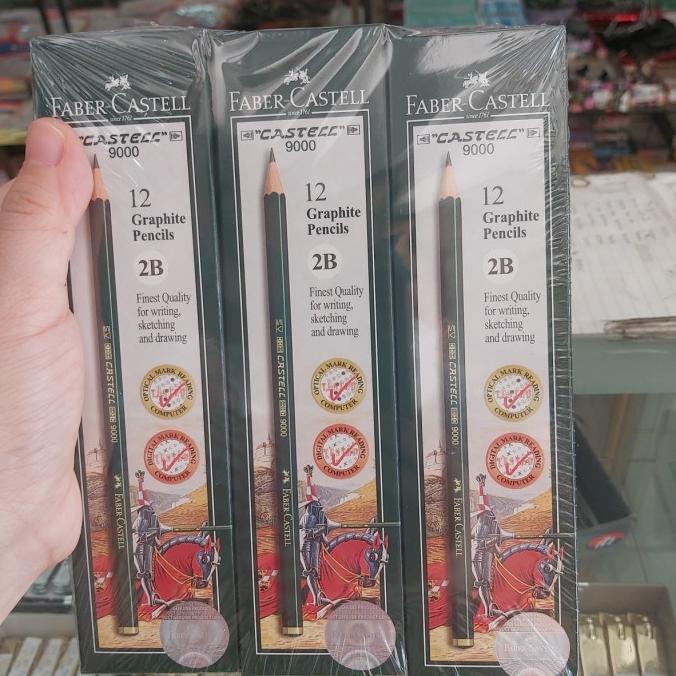 FABER-CASTELL
since 1761
"CASTELL"
9000
12
Graphite
Pencils
2B
Finest Quality
for writing,
sketching
and drawing
OPTICAL MARK READING
COMPUTER
DIGITAL MARK READING
COMPUTER
CASTELL 9000
FABER-CASTELL
FABER-CASTELL
since 1761
"CASTELL"
9000
12
Graphite
Pencils
2B
Finest Quality
for writing,
sketching
and drawing
OPTICAL MARK READING
COMPUTER
DIGITAL MARK READING
COMPUTER
CASTELL 9000
FABER-CASTELL
FABER-CASTELL
since 1761
"CASTELL"
9000
12
Graphite
Pencils
2B
Finest Quality
for writing,
sketching
and drawing
OPTICAL MARK READING
COMPUTER
DIGITAL MARK READING
COMPUTER
CASTELL 9000
FABER-CASTELL